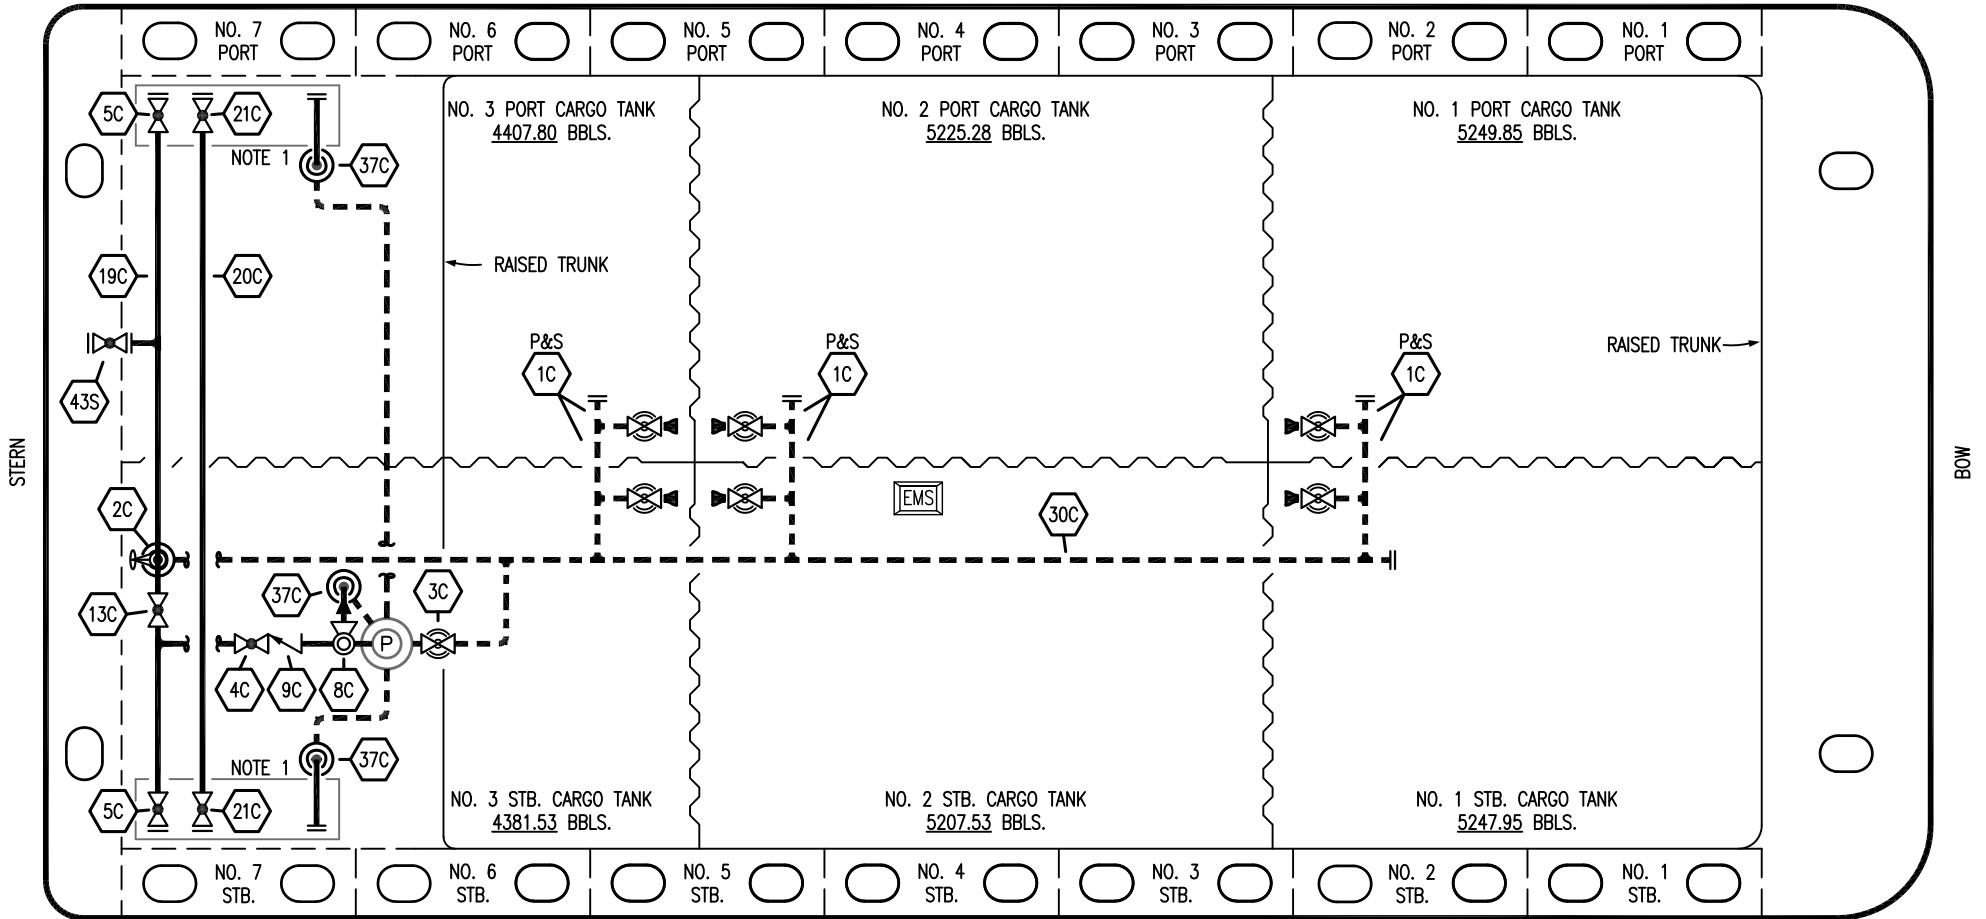 NO. 7
PORT
NO. 6
PORT
NO. 5
PORT
NO. 4
PORT
NO. 3
PORT
NO. 2
PORT
NO. 1
PORT
5C
21C
NOTE 1
37C
NO. 3 PORT CARGO TANK
4407.80 BBLS.
NO. 2 PORT CARGO TANK
5225.28 BBLS.
NO. 1 PORT CARGO TANK
5249.85 BBLS.
19C
20C
RAISED TRUNK
43S
P&S
1C
P&S
1C
P&S
1C
RAISED TRUNK
STERN
BOW
2C
EMS
30C
13C
37C
3C
P
4C
9C
8C
NOTE 1
37C
5C
21C
NO. 3 STB. CARGO TANK
4381.53 BBLS.
NO. 2 STB. CARGO TANK
5207.53 BBLS.
NO. 1 STB. CARGO TANK
5247.95 BBLS.
NO. 7
STB.
NO. 6
STB.
NO. 5
STB.
NO. 4
STB.
NO. 3
STB.
NO. 2
STB.
NO. 1
STB.